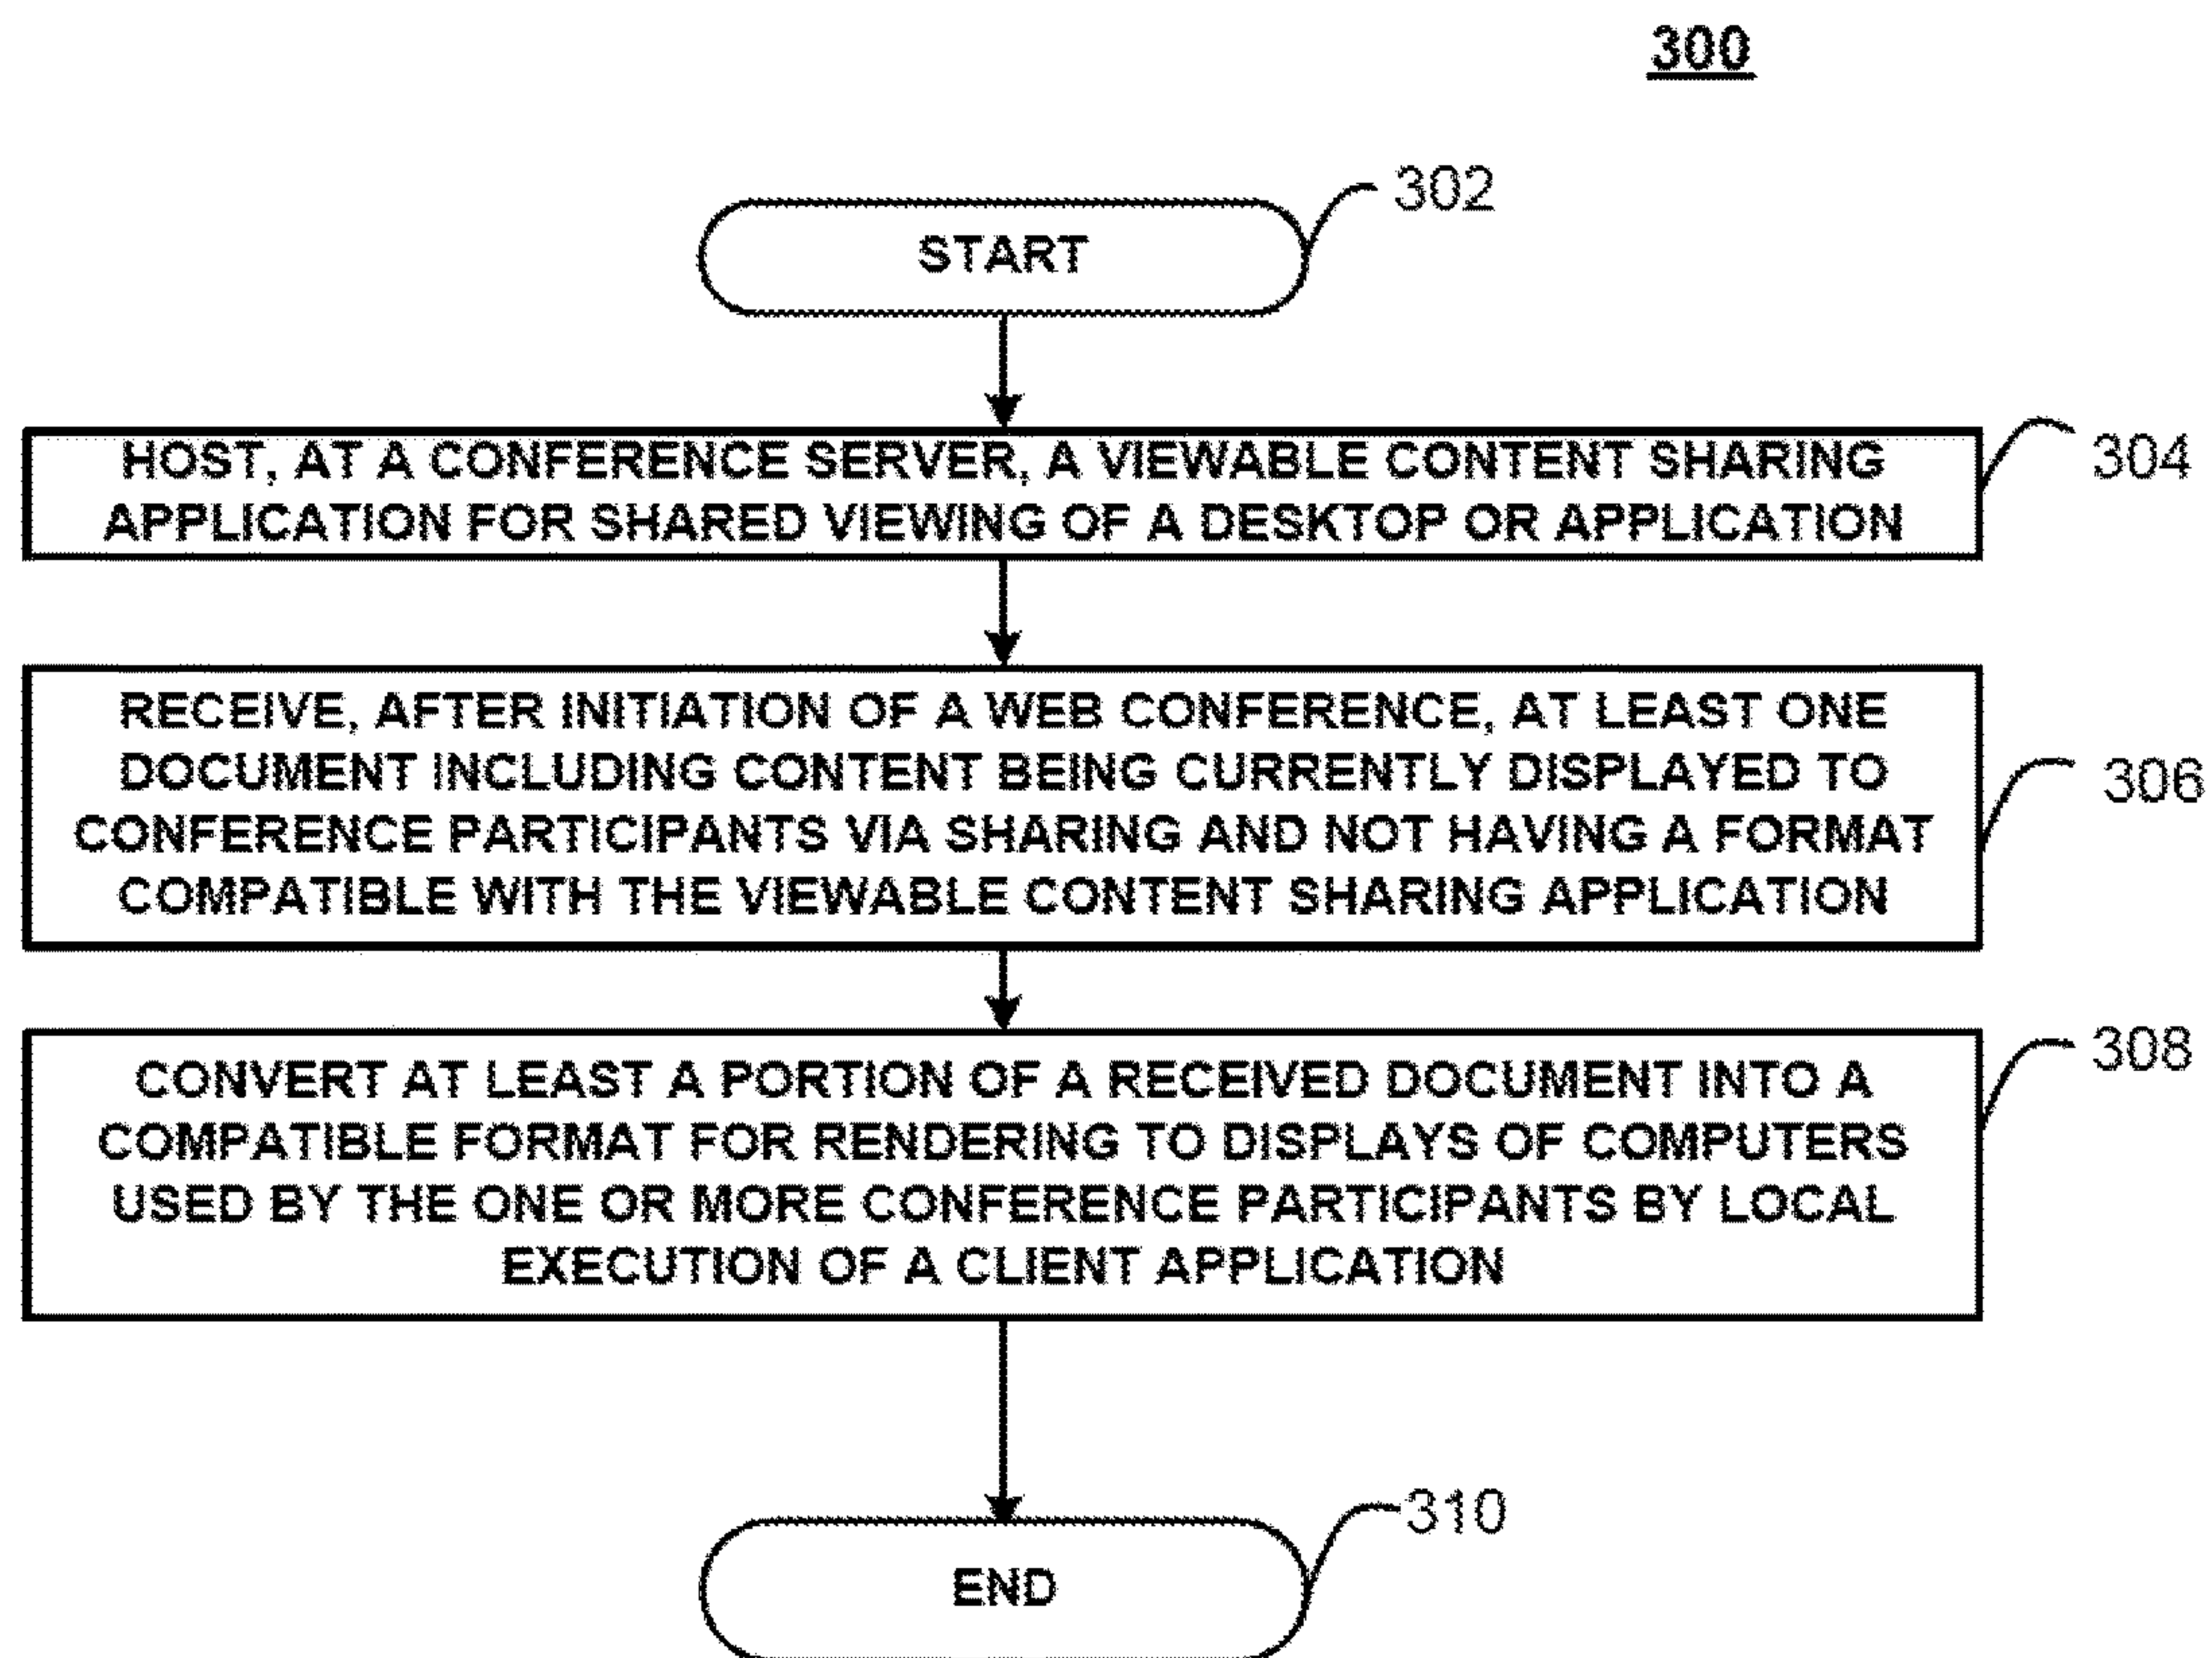 300
302
START
HOST, AT A CONFERENCE SERVER, A VIEWABLE CONTENT SHARING
APPLICATION FOR SHARED VIEWING OF A DESKTOP OR APPLICATION
304
RECEIVE, AFTER INITIATION OF A WEB CONFERENCE, AT LEAST ONE
DOCUMENT INCLUDING CONTENT BEING CURRENTLY DISPLAYED TO
CONFERENCE PARTICIPANTS VIA SHARING AND NOT HAVING A FORMAT
COMPATIBLE WITH THE VIEWABLE CONTENT SHARING APPLICATION
306
CONVERT AT LEAST A PORTION OF A RECEIVED DOCUMENT INTO A
COMPATIBLE FORMAT FOR RENDERING TO DISPLAYS OF COMPUTERS
USED BY THE ONE OR MORE CONFERENCE PARTICIPANTS BY LOCAL
EXECUTION OF A CLIENT APPLICATION
308
310
END